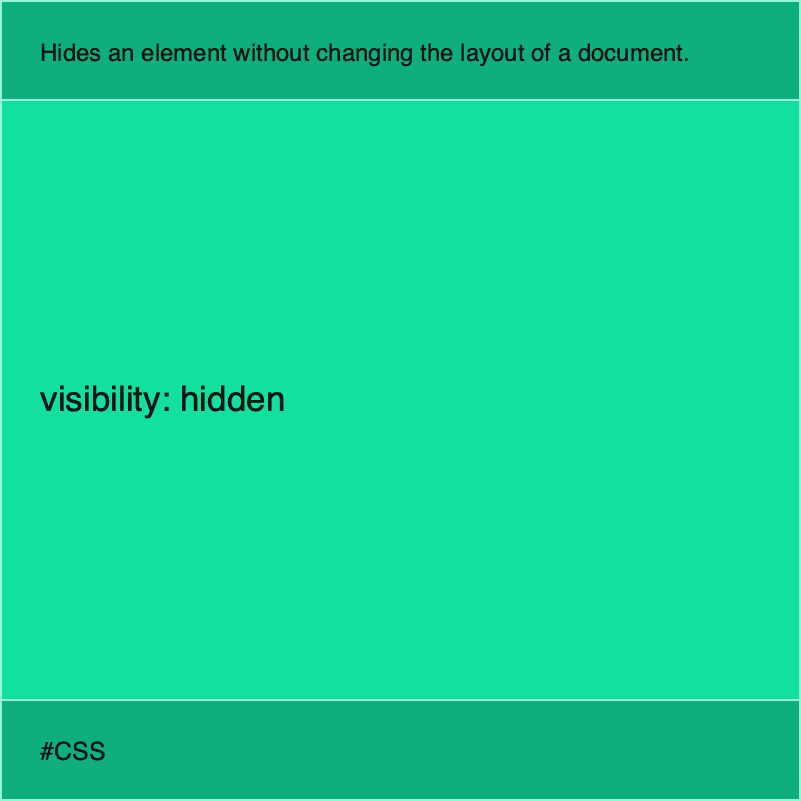 Hides an element without changing the layout of a document.
visibility: hidden
#CSS